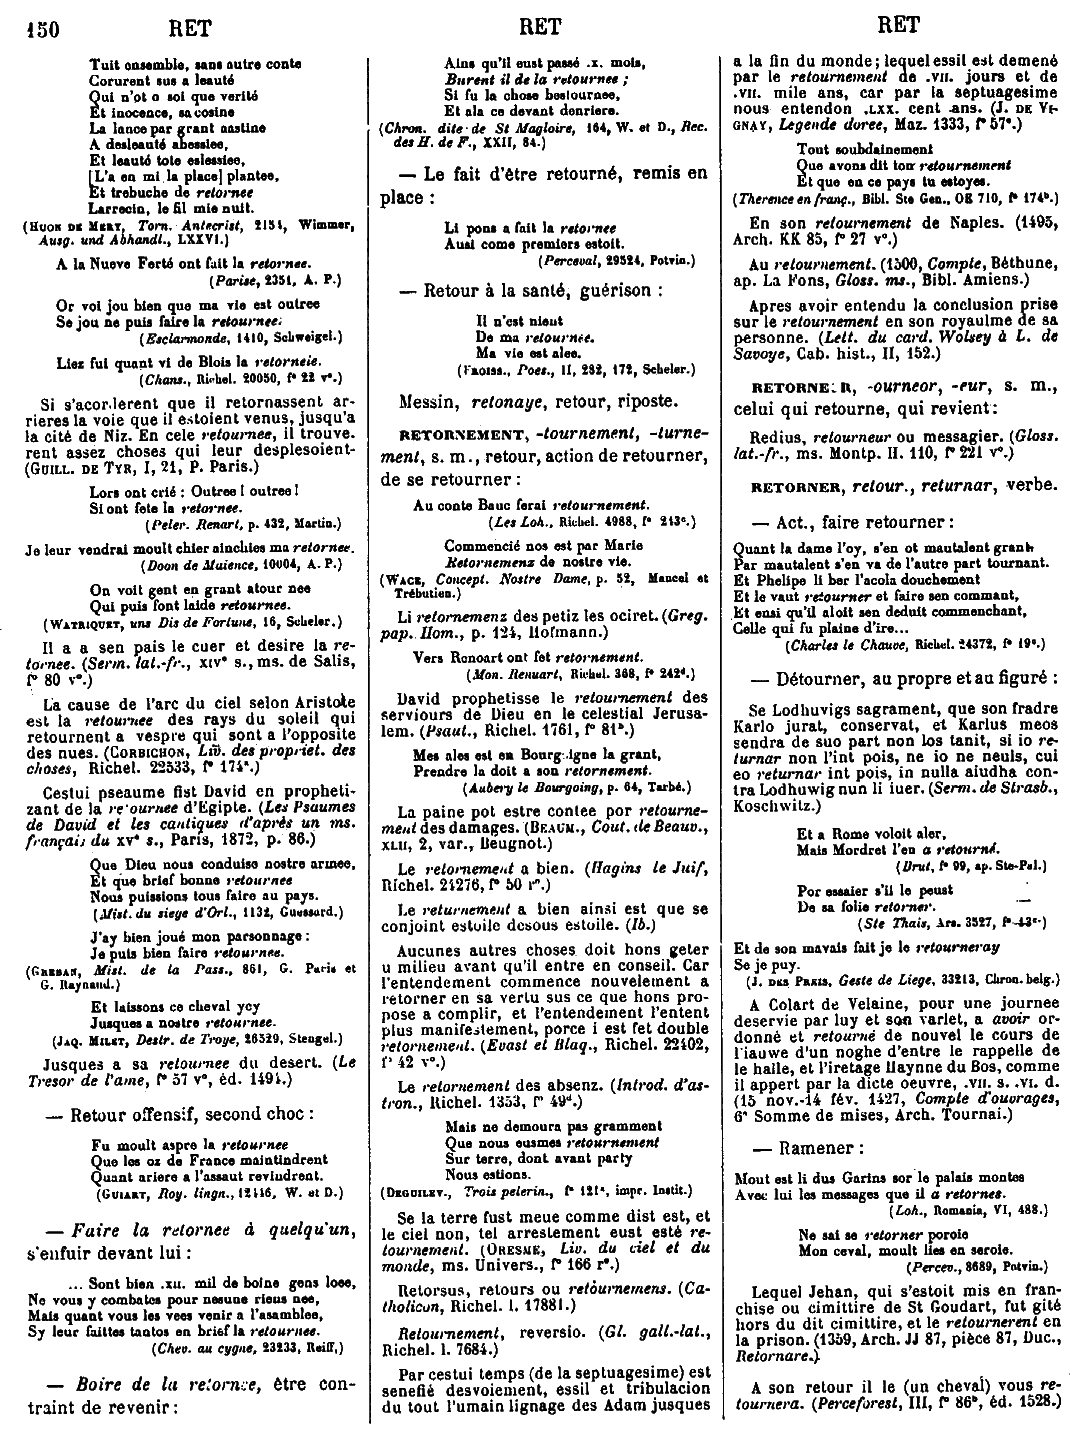 150 RET RET RET
Tuit ensemble, sans autre conte
Corurent sus a leauté
Qui n'ot o soi que verité
Et inocence, sa cosine
La lance par grant aastine
A desleauté abessiee,
Et leauté tote eslessiee,
[L'a en mi la place] plantee,
Et trebuche de retornee
Larrecin, le fil mie nuit.
(HUON DE MERY, Torn. Antecrist, 2154, Wimmer,
Ausg. und Abhandl., LXXVI.)
A la Nueve Ferté ont fait la retornee.
(Parise, 2351, A. P.)
Or voi jou bien que ma vie est outree
Se jou ne puis faire la retournee.
(Esclarmonde, 1410, Schweigel.)
Liez fui quant vi de Blois la retorneie.
(Chans., Richel. 20050, f° 22 v°.)
Si s'acorderent que il retornassent ar-
rieres la voie que il estoient venus, jusqu'a
la cité de Niz. En cele retournee, il trouve.
rent assez choses qui leur desplesoient-
(GUILL. DE TYR, I, 21, P. Paris.)
Lors ont crié : Outree ! outree !
Si ont fete la retornee.
(Peler. Renart, p. 432, Martin.)
Je leur vendrai moult chier ainchies ma retornee.
(Doon de Maience, 10004, A. P.)
On voit gent en grant atour nee
Qui puis font laide retournee.
(WATRIQUET, uns Dis de Fortune, 16, Scheler.)
Il a a sen pais le cuer et desire la re-
tornee. (Serm. lat.-fr., XIVe s., ms. de Salis,
f° 80 v°.)
La cause de l'arc du ciel selon Aristote
est la retournee des rays du soleil qui
retournent a vespre qui sont a l'opposite
des nues. (CORBICHON, Liv. des propriet. des
choses, Richel. 22533, f° 174a.)
Cestui pseaume fist David en propheti-
zant de la retournee d'Egipte. (Les Psaumes
de David et les cantiques d'après un ms.
français du XVe s., Paris, 1872, p. 86.)
Que Dieu nous conduise nostre armee,
Et que brief bonne retournee
Nous puissions tous faire au pays.
(Mist. du siege d'Orl., 1132, Guessard.)
J'ay bien joué mon parsonnage :
Je puis bien faire retournee.
(GREBAN, Mist. de la Pass., 861, G. Paris et
G. Raynaud.)
Et laissons ce cheval ycy
Jusques a nostre retournee.
(JAQ. MILET, Destr. de Troye, 26529, Stengel.)
Jusques a sa retournee du desert. (Le
Tresor de l'ame, f° 57 v°, éd. 1494.)
— Retour offensif, second choc :
Fu moult aspre la retournee
Que les oz de France maintindrent
Quant ariere a l'assaut revindrent.
(GUIART, Roy. lingn., 12416, W. et D.)
— Faire la retornee à quelqu'un,
s'enfuir devant lui :
... Sont bien .XII. mil de boine gens loee,
Ne vous y combates pour nesune riens nee,
Mais quant vous les vees venir a l'asamblee,
Sy leur faittes tantos en brief la retournee.
(Chev. au cygne, 23233, Reiff.)
— Boire de la retornee, être con-
traint de revenir :
Ains qu'il eust passé .x. mois,
Burent il de la retournee ;
Si fu la chose bestournee,
Et ala ce devant derriere.
(Chron. dite de St Magloire, 164, W. et D., Rec.
des H. de F., XXII, 84.)
— Le fait d'être retourné, remis en
place :
Li pons a fait la retornee
Ausi come premiers estoit.
(Perceval, 29524, Potvin.)
— Retour à la santé, guérison :
Il n'est nient
De ma retournee.
Ma vie est alee.
(FROISS., Poes., II, 282, 172, Scheler.)
Messin, retonaye, retour, riposte.
RETORNEMENT, -tournement, -turne-
ment, s. m., retour, action de retourner,
de se retourner :
Au conte Bauc ferai retournement.
(Les Loh., Richel. 4988, f° 243c.)
Commencié nos est par Marie
Retornemenz de nostre vie.
(WACE, Concept. Nostre Dame, p. 52, Mancel et
Trébutien.)
Li retornemenz des petiz les ociret. (Greg.
pap. Hom., p. 124, Hofmann.)
Vers Renoart ont fet retornement.
(Mon. Renuart, Richel. 368, f° 242d.)
David prophetisse le retournement des
serviours de Dieu en le celestial Jerusa-
lem. (Psaut., Richel. 1761, f° 81b.)
Mes ales est en Bourgoigne la grant,
Prendre la doit a son retornement.
(Aubery le Bourgoing, p. 64, Tarbé.)
La paine pot estre contee por retourne-
ment des damages. (BEAUM., Cout. de Beauv.,
XLII, 2, var., Beugnot.)
Le retornement a bien. (Hagins le Juif,
Richel. 24276, f° 50 r°.)
Le returnement a bien ainsi est que se
conjoint estoile desous estoile. (Ib.)
Aucunes autres choses doit hons geter
u milieu avant qu'il entre en conseil. Car
l'entendement commence nouvelement a
retorner en sa vertu sus ce que hons pro-
pose a complir, et l'entendement l'entent
plus manifestement, porce i est fet double
retornement. (Evast et Blaq., Richel. 22402,
f° 42 v°.)
Le retornement des absenz. (Introd. d'as-
tron., Richel. 1353, f° 49d.)
Mais ne demoura pas gramment
Que nous eusmes retournement
Sur terre, dont avant party
Nous estions.
(DEGUILEV., Trois pelerin., f° 121a, impr. Instit.)
Se la terre fust meue comme dist est, et
le ciel non, tel arrestement eust esté re-
tournement. (ORESME, Liv. du ciel et du
monde, ms. Univers., f° 166 r°.)
Retorsus, retours ou retournemens. (Ca-
tholicon, Richel. l. 17881.)
Retournement, reversio. (Gl. gall.-lat.,
Richel. l. 7684.)
Par cestui temps (de la septuagesime) est
senefié desvoiement, essil et tribulacion
du tout l'umain lignage des Adam jusques
a la fin du monde ; lequel essil est demené
par le retournement de .VII. jours et de
.VII. mile ans, car par la septuagesime
nous entendon .LXX. cent ans. (J. DE VI-
GNAY, Legende doree, Maz. 1333, f° 57a.)
Tout soubdainement
Que avons dit ton retournement
Et que en ce pays tu estoyes.
(Therence en franç., Bibl. Ste Gen., OE 710, f° 174b.)
En son retournement de Naples. (1495,
Arch. KK 85, f° 27 v°.)
Au retournement. (1500, Compte, Béthune,
ap. La Fons, Gloss. ms., Bibl. Amiens.)
Apres avoir entendu la conclusion prise
sur le retournement en son royaulme de sa
personne. (Lett. du card. Wolsey à L. de
Savoye, Cab. hist., II, 152.)
RETORNEUR, -ourneor, -eur, s. m.,
celui qui retourne, qui revient :
Redius, retourneur ou messagier. (Gloss.
lat.-fr., ms. Montp. H. 110, f° 221 v°.)
RETORNER, retour., returnar, verbe.
— Act., faire retourner :
Quant la dame l'oy, s'en ot mautalent grant
Par mautalent s'en va de l'autre part tournant.
Et Phelipe li ber l'acola douchement
Et le vaut retourner et faire sen commant,
Et ensi qu'il aloit sen deduit commenchant,
Celle qui fu plaine d'ire...
(Charles le Chauve, Richel. 24372, f° 19a.)
— Détourner, au propre et au figuré :
Se Lodhuvigs sagrament, que son fradre
Karlo jurat, conservat, et Karlus meos
sendra de suo part non los tanit, si io re-
turnar non l'int pois, ne io ne neuls, cui
eo returnar int pois, in nulla aiudha con-
tra Lodhuwig nun li iuer. (Serm. de Strasb.,
Koschwitz.)
Et a Rome voloit aler,
Mais Mordret l'en a retourné.
(Brut, f° 99, ap. Ste-Pal.)
Por essaier s'il le peust
De sa folie retorner.
(Ste Thais, Ars. 3527, f° 43c.)
Et de son mavais fait je le retourneray
Se je puy.
(J. DES PREIS, Geste de Liege, 33213, Chron. belg.)
A Colart de Velaine, pour une journee
deservie par luy et son varlet, a avoir or-
donné et retourné de nouvel le cours de
l'iauwe d'un noghe d'entre le rappelle de
le halle, et l'iretage Haynne du Bos, comme
il appert par la dicte oeuvre, .VII. s. .VI. d.
(15 nov.-14 fév. 1427, Compte d'ouvrages,
6e Somme de mises, Arch. Tournai.)
— Ramener :
Mout est li dus Garins sor le palais montes
Avec lui les messages que il a retornes.
(Loh., Romania, VI, 488.)
Ne sai se retorner poroie
Mon ceval, moult lies en seroie.
(Percev., 8689, Potvin.)
Lequel Jehan, qui s'estoit mis en fran-
chise ou cimittire de St Goudart, fut gité
hors du dit cimittire, et le retournerent en
la prison. (1359, Arch. JJ 87, pièce 87, Duc.,
Retornare.)
A son retour il le (un cheval) vous re-
tournera. (Perceforest, III, f° 86b, éd. 1528.)